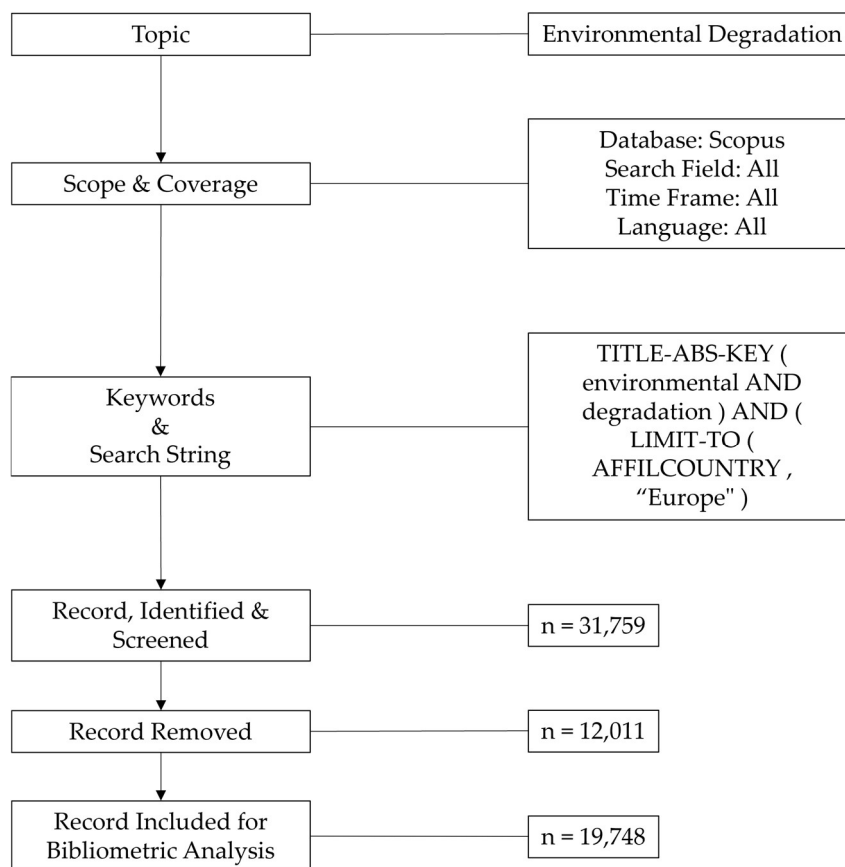 Topic
Environmental Degradation
Scope & Coverage
Database: Scopus
Search Field: All
Time Frame: All
Language: All
Keywords
&
Search String
TITLE-ABS-KEY (
environmental AND
degradation ) AND (
LIMIT-TO (
AFFILCOUNTRY ,
“Europe" )
Record, Identified &
Screened
n = 31,759
Record Removed
n = 12,011
Record Included for
Bibliometric Analysis
n = 19,748